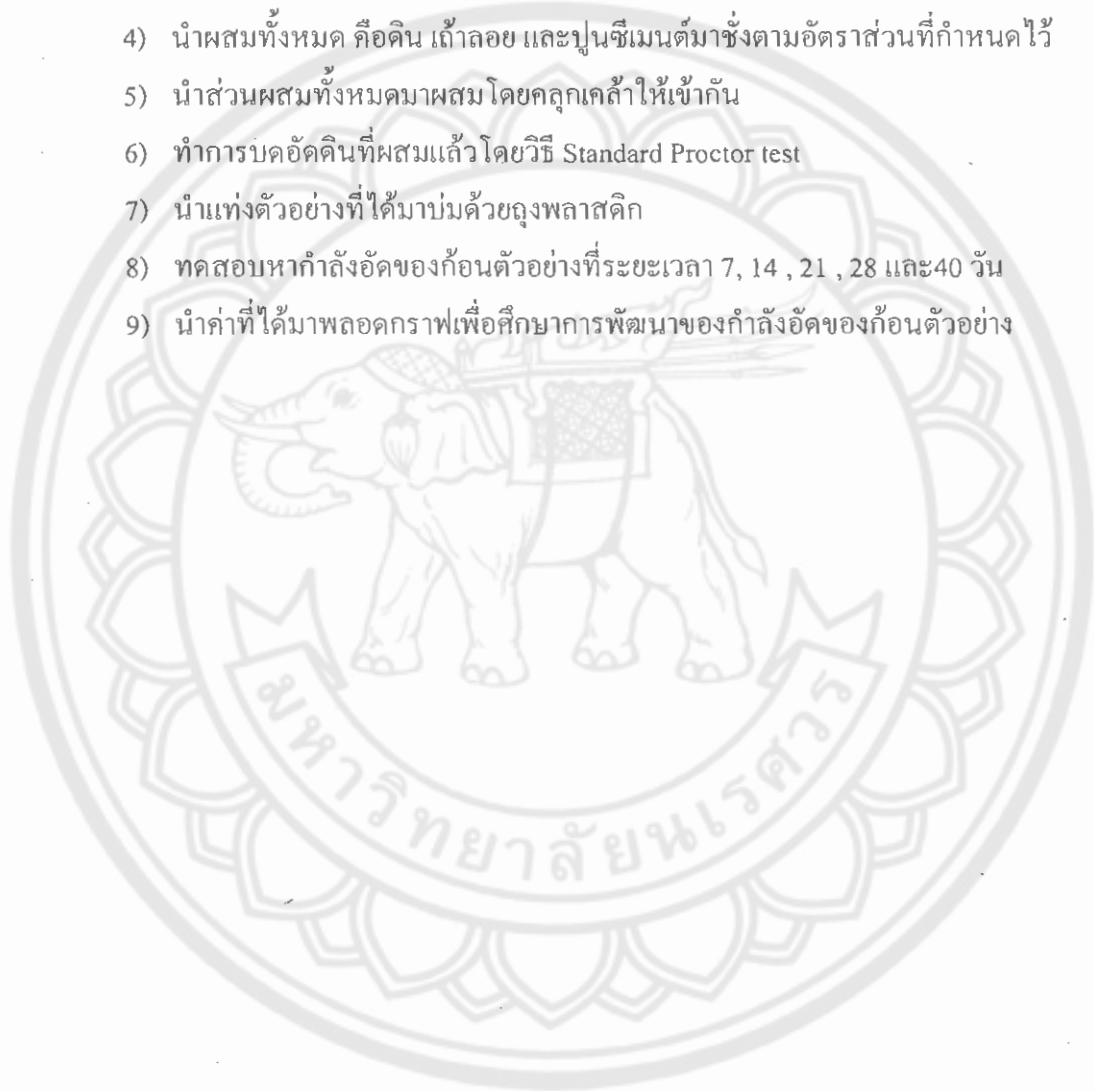 4) นำผสมทั้งหมด คือดิน เถ้าลอย และปูนซีเมนต์มาชั่งตามอัตราส่วนที่กำหนดไว้
5) นำส่วนผสมทั้งหมดมาผสมโดยคลุกเคล้าให้เข้ากัน
6) ทำการบดอัดดินที่ผสมแล้วโดยวิธี Standard Proctor test
7) นำแท่งตัวอย่างที่ได้มาบ่มด้วยถุงพลาสติก
8) ทดสอบหากำลังอัดของก้อนตัวอย่างที่ระยะเวลา 7, 14 , 21 , 28 และ40 วัน
9) นำค่าที่ได้มาพลอตกราฟเพื่อศึกษาการพัฒนาของกำลังอัดของก้อนตัวอย่าง
มหาวิทยาลัยนเรศวร